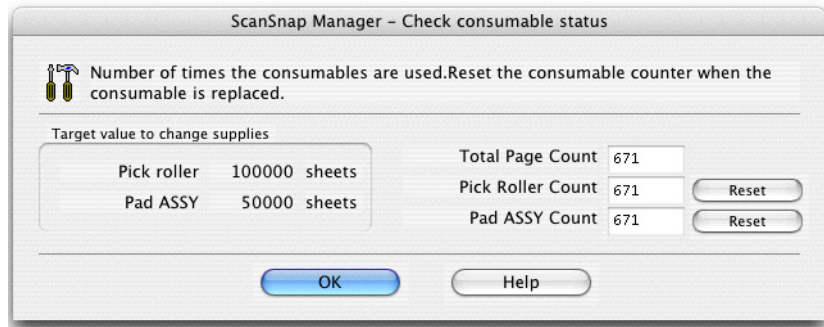 ScanSnap Manager – Check consumable status
Number of times the consumables are used.Reset the consumable counter when the
consumable is replaced.
Target value to change supplies
Pick roller 100000 sheets
Pad ASSY 50000 sheets
Total Page Count 671
Pick Roller Count 671 Reset
Pad ASSY Count 671 Reset
OK Help